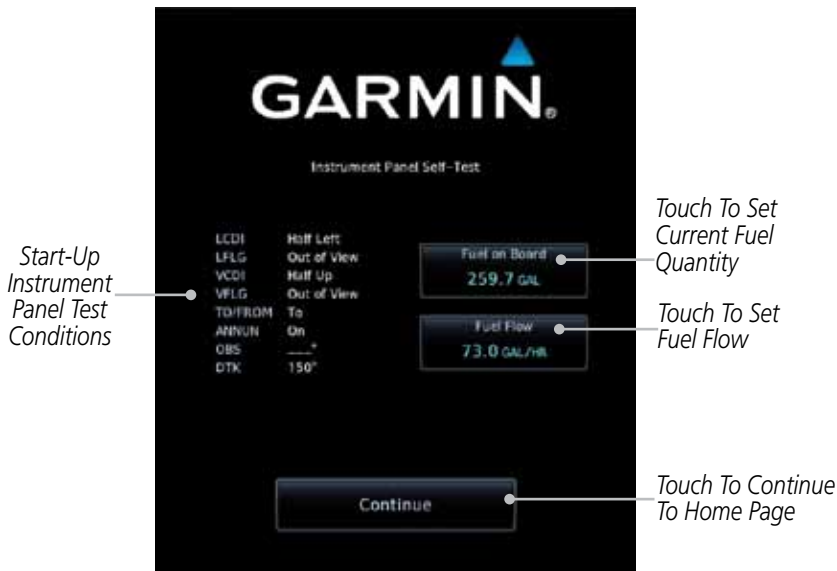 GARMIN®
Instrument Panel Self-Test
Start-Up
Instrument
Panel Test
Conditions
LCDI Half Left
LFLG Out of View
VCDI Half Up
VFLG Out of View
TO/FROM To
ANNUN On
OBS ___°
DTK 150°
Fuel on Board
259.7 GAL
Fuel Flow
73.0 GAL/HR
Touch To Set
Current Fuel
Quantity
Touch To Set
Fuel Flow
Continue
Touch To Continue
To Home Page